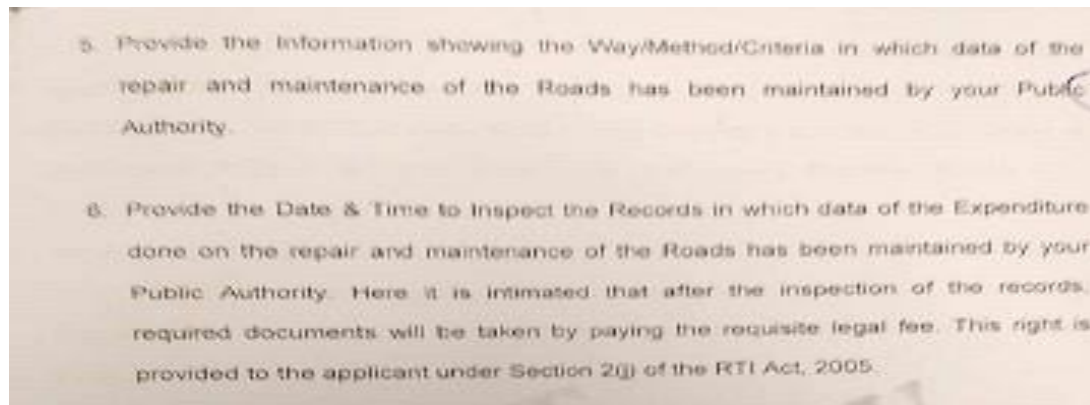 5. Provide the Information showing the Way/Method/Criteria in which data of the
repair and maintenance of the Roads has been maintained by your Public
Authority.
6. Provide the Date & Time to Inspect the Records in which data of the Expenditure
done on the repair and maintenance of the Roads has been maintained by your
Public Authority. Here it is intimated that after the inspection of the records,
required documents will be taken by paying the requisite legal fee. This right is
provided to the applicant under Section 2(j) of the RTI Act, 2005.